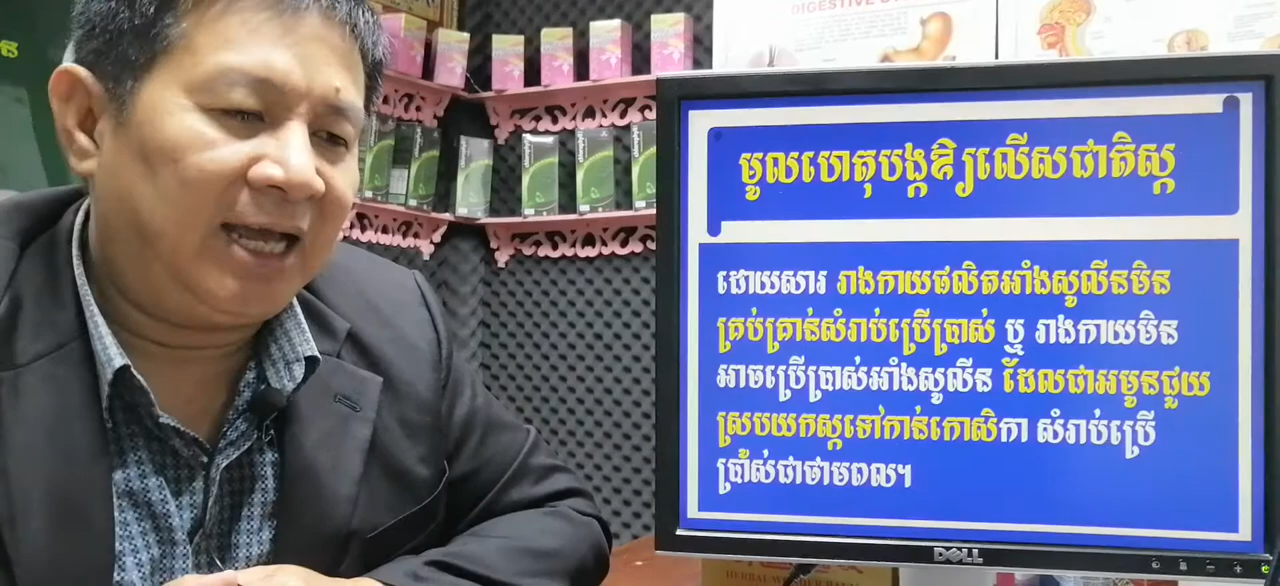 DIGESTIVE
មូលហេតុបង្កឱ្យលើសជាតិស្ករ
ដោយសារ រាងកាយផលិតអាំងសូលីនមិន
គ្រប់គ្រាន់សំរាប់ប្រើប្រាស់ ឬ រាងកាយមិន
អាចប្រើប្រាស់អាំងសូលីន ដែលជាអមូនជួយ
ស្របយកស្កទៅកាន់កោសិកា សំរាប់ប្រើ
ប្រាស់ជាថាមពល។
DELL
chlorophyll
chlorophyll